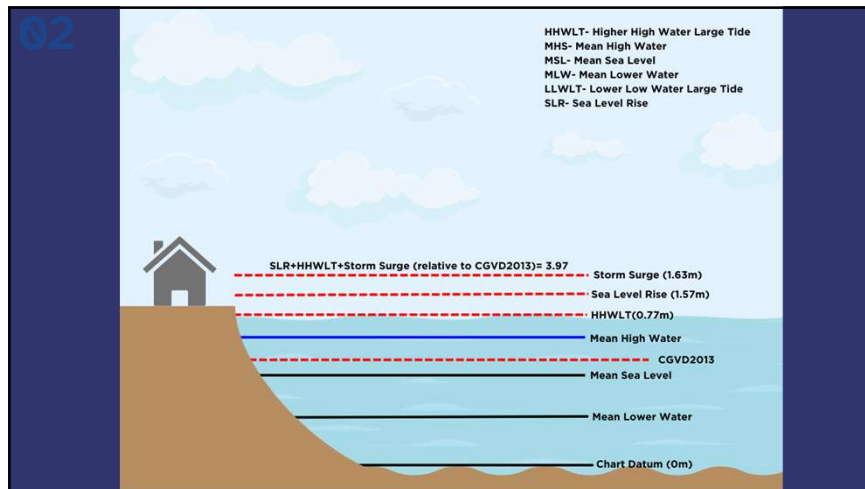 02
HHWLT- Higher High Water Large Tide
MHS- Mean High Water
MSL- Mean Sea Level
MLW- Mean Lower Water
LLWLT- Lower Low Water Large Tide
SLR- Sea Level Rise
SLR+HHWLT+Storm Surge (relative to CGVD2013)= 3.97
Storm Surge (1.63m)
Sea Level Rise (1.57m)
HHWLT(0.77m)
Mean High Water
CGVD2013
Mean Sea Level
Mean Lower Water
Chart Datum (0m)